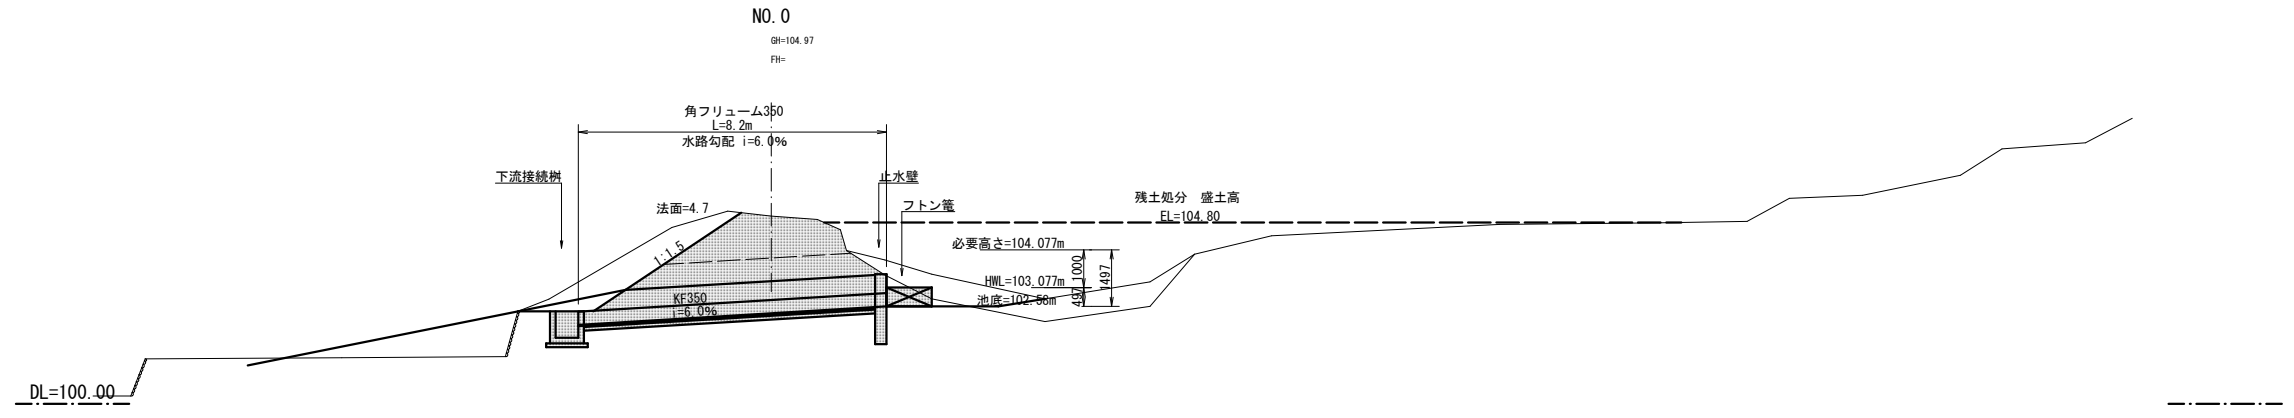 NO.0
GH=104.97
FH=
角フリューム350
L=8.2m
水路勾配 i=6.0%
下流接続桝
止水壁
法面=4.7
フトン篭
残土処分 盛土高
EL=104.80
1:1.5
必要高さ=104.077m
1000
1497
HWL=103.077m
497
池底=102.58m
KF350
i=6.0%
DL=100.00